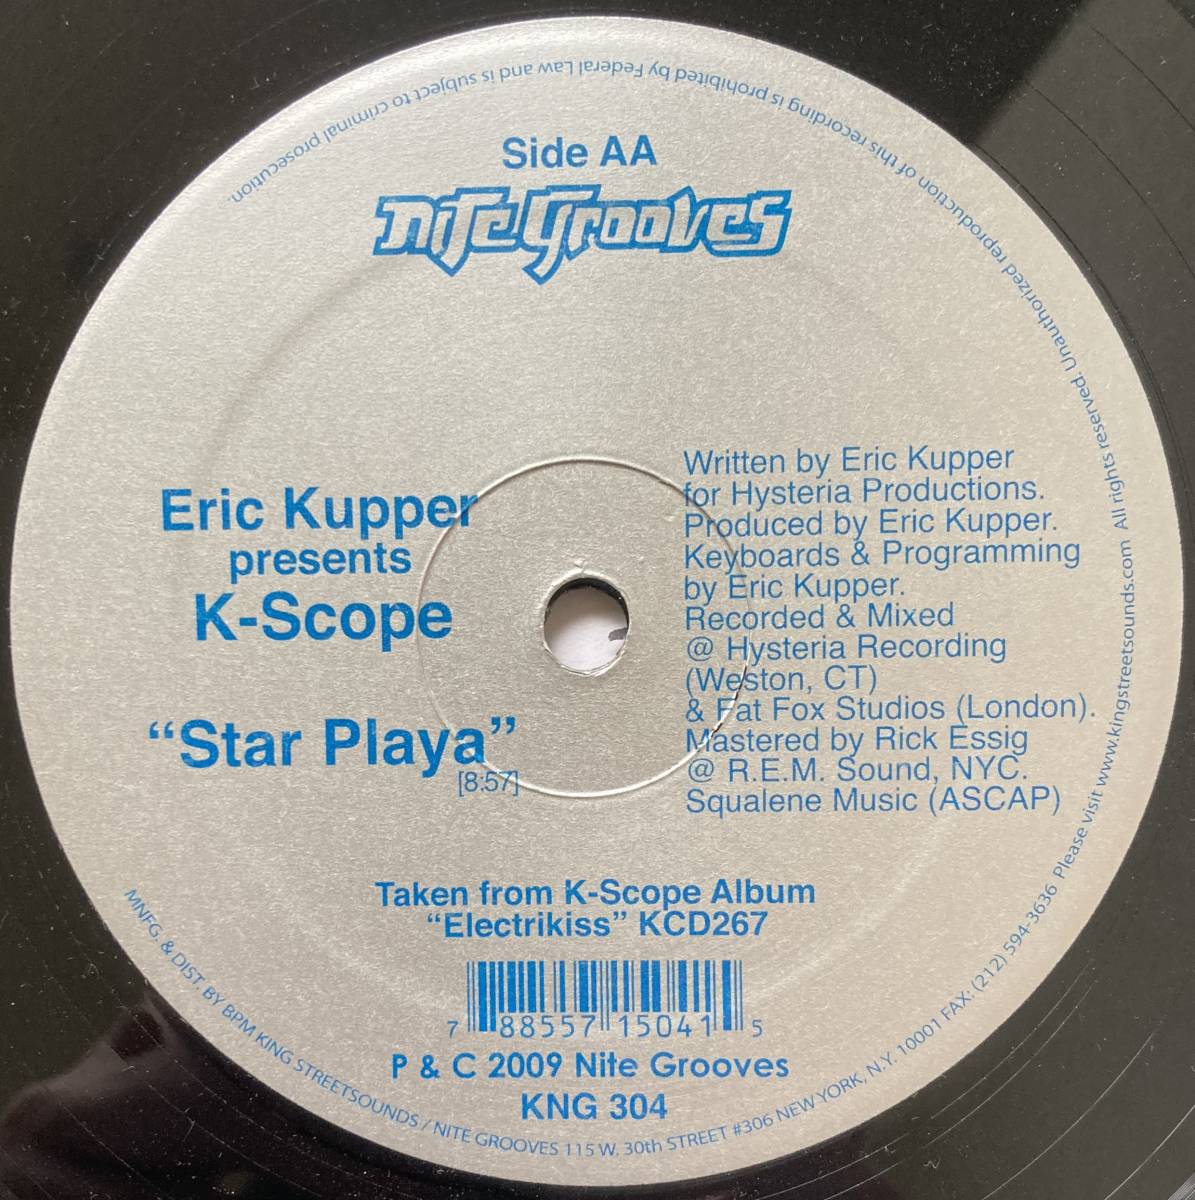 Side AA
Nite Grooves
Eric Kupper
presents
K-Scope
“Star Playa”
[8:57]
Written by Eric Kupper
for Hysteria Productions.
Produced by Eric Kupper.
Keyboards & Programming
by Eric Kupper.
Recorded & Mixed
@ Hysteria Recording
(Weston, CT)
& Fat Fox Studios (London).
Mastered by Rick Essig
@ R.E.M. Sound, NYC.
Squalene Music (ASCAP)
Taken from K-Scope Album
“Electrikiss” KCD267
7 88557 15041 5
P & C 2009 Nite Grooves
KNG 304
MNFG. & DIST. BY BPM KING STREETSOUNDS / NITE GROOVES 115 W. 30th STREET #306 NEW YORK, N.Y. 10001 FAX: (212) 594-3636 Please visit www.kingstreetsounds.com All rights reserved. Unauthorized reproduction of this recording is prohibited by Federal Law and is subject to criminal prosecution.